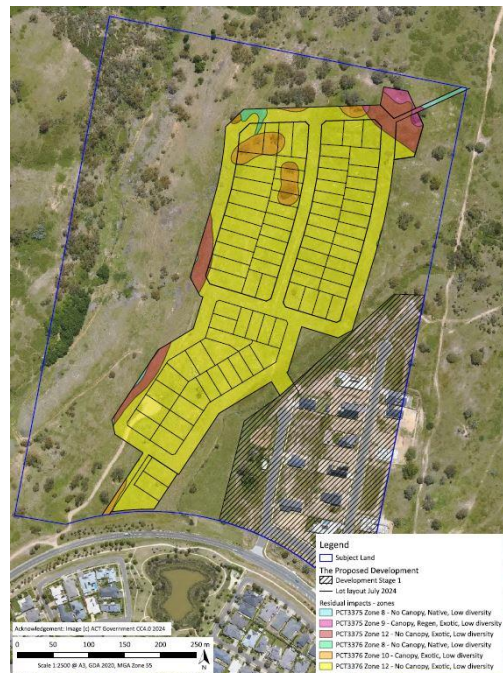 Legend
Subject Land
The Proposed Development
Development Stage 1
Lot layout July 2024
Residual impacts - zones
PCT3375 Zone 8 - No Canopy, Native, Low diversity
PCT3375 Zone 9 - Canopy, Regen, Exotic, Low diversity
PCT3375 Zone 12 - No Canopy, Exotic, Low diversity
PCT3376 Zone 8 - No Canopy, Native, Low diversity
PCT3376 Zone 10 - Canopy, Exotic, Low diversity
PCT3376 Zone 12 - No Canopy, Exotic, Low diversity
Acknowledgement: Image (c) ACT Government CC4.0 2024
0 50 100 150 200 250 m
Scale 1:2500 @ A3, GDA 2020, MGA Zone 55
N